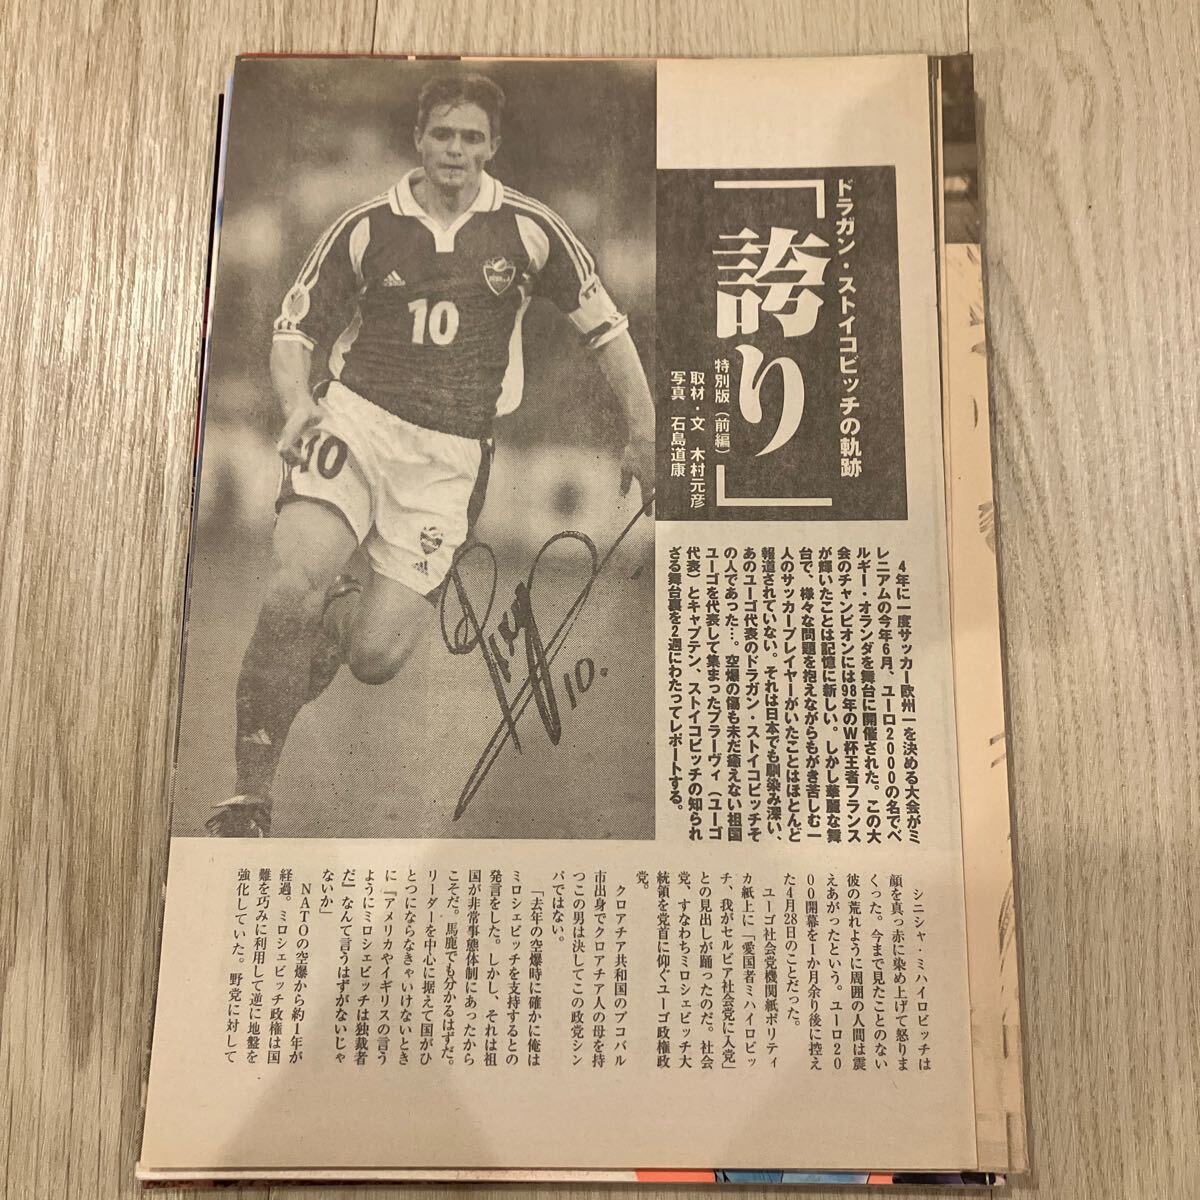 ドラガン・ストイコビッチの軌跡
「誇り」
特別版(前編)
取材・文 木村元彦
写真 石島道康
4年に一度サッカー欧州一を決める大会がミ
レニアムの今年6月、ユーロ2000の名でベ
ルギー・オランダを舞台に開催された。この大
会のチャンピオンには98年のW杯王者フランス
が輝いたことは記憶に新しい。しかし華麗な舞
台で、様々な問題を抱えながらもがき苦しむ一
人のサッカープレイヤーがいたことはほとんど
報道されていない。それは日本でも馴染み深い、
あのユーゴ代表のドラガン・ストイコビッチそ
の人であった…。空爆の傷も未だ癒えない祖国
ユーゴを代表して集まったプラーヴィ(ユーゴ
代表)とキャプテン、ストイコビッチの知られ
ざる舞台裏を2週にわたってレポートする。
シニシャ・ミハイロビッチは
顔を真っ赤に染め上げて怒りま
くった。今まで見たことのない
彼の荒れように周囲の人間は震
えあがったという。ユーロ20
00開幕を1か月余り後に控え
た4月28日のことだった。
ユーゴ社会党機関紙ポリティ
カ紙上に「愛国者ミハイロビッ
チ、我がセルビア社会党に入党」
との見出しが踊ったのだ。社会
党、すなわちミロシェビッチ大
統領を党首に仰ぐユーゴ政権政
党。
クロアチア共和国のブコバル
市出身でクロアチア人の母を持
つこの男は決してこの政党シン
パではない。
「去年の空爆時に確かに俺は
ミロシェビッチを支持するとの
発言をした。しかし、それは祖
国が非常事態体制にあったから
こそだ。馬鹿でも分かるはずだ。
リーダーを中心に据えて国がひ
とつにならなきゃいけないとき
に『アメリカやイギリスの言う
ようにミロシェビッチは独裁者
だ』なんて言うはずがないじゃ
ないか」
NATOの空爆から約1年が
経過。ミロシェビッチ政権は国
難を巧みに利用して逆に地盤を
強化していた。野党に対して
adidas
10
10
10.